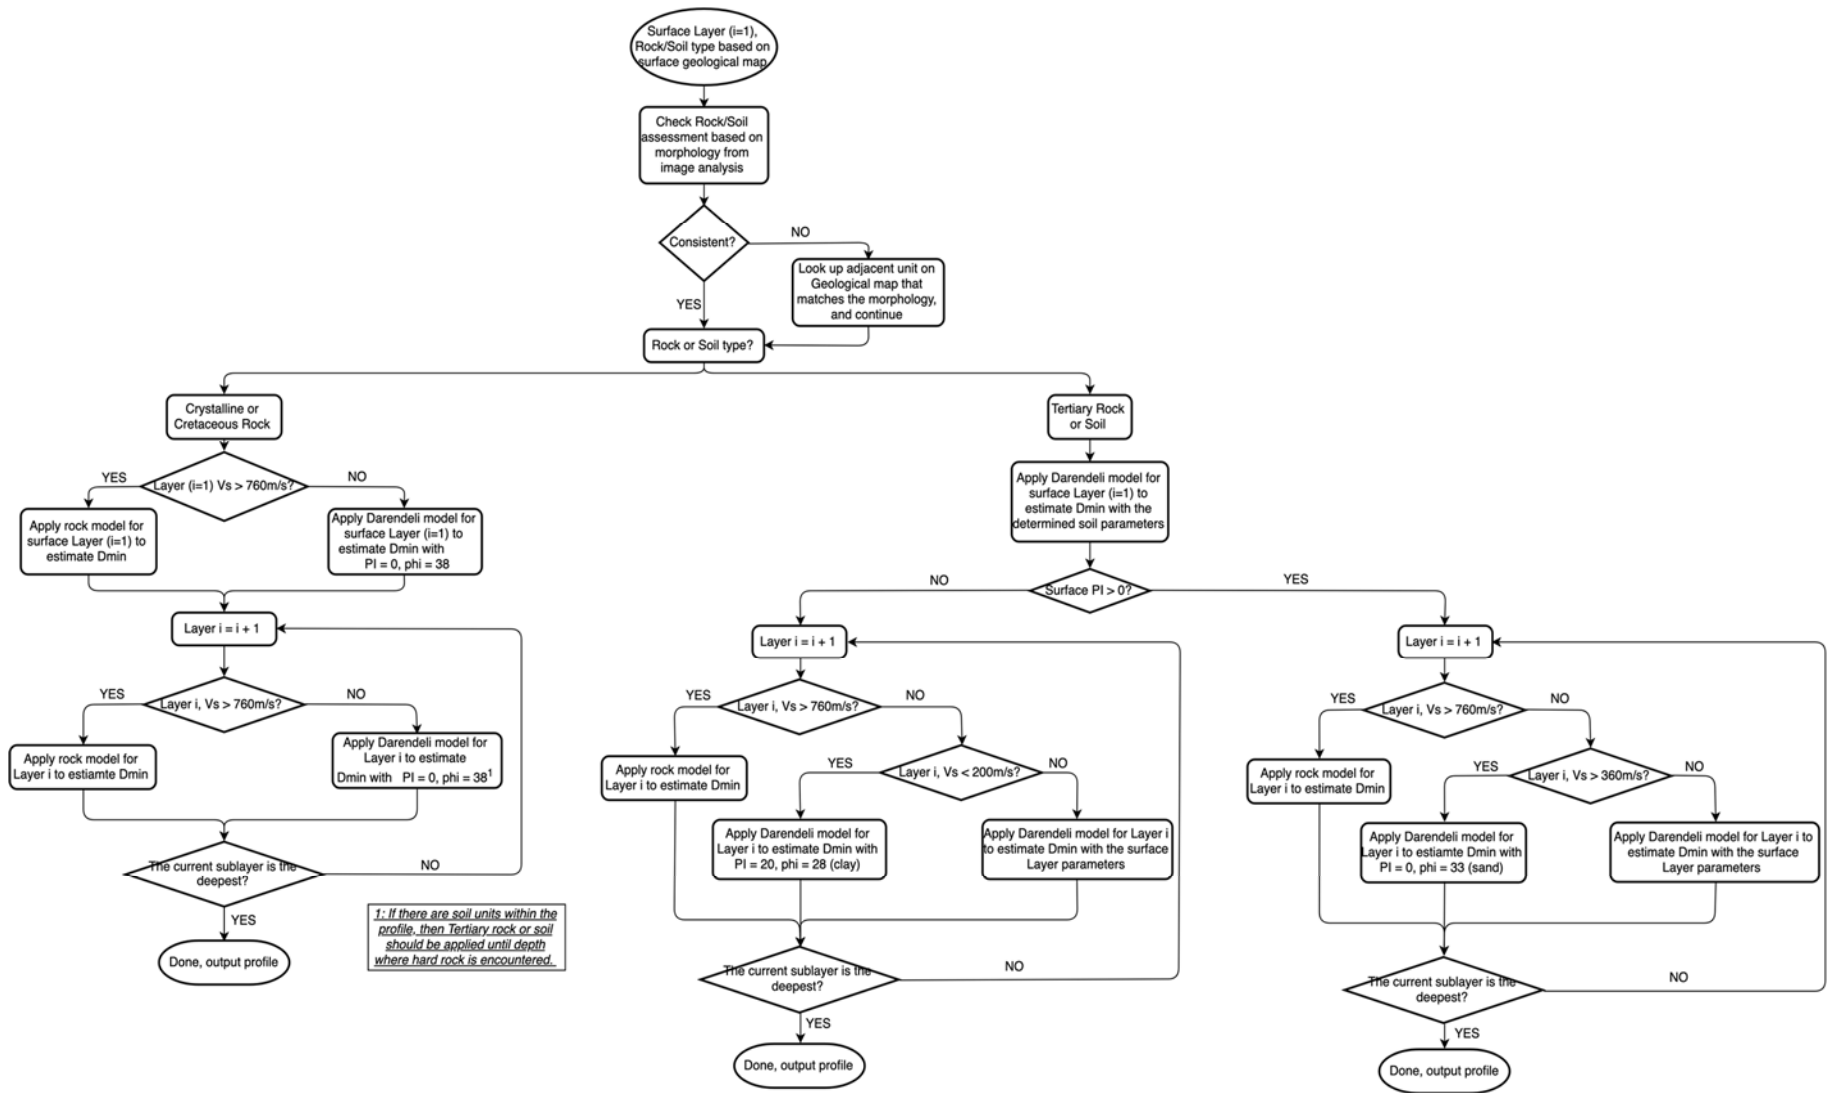 Surface Layer (i=1),
Rock/Soil type based on
surface geological map
Check Rock/Soil
assessment based on
morphology from
image analysis
Consistent?
NO
Look up adjacent unit on
Geological map that
matches the morphology,
and continue
YES
Rock or Soil type?
Crystalline or
Cretaceous Rock
Layer (i=1) Vs > 760m/s?
YES
NO
Apply rock model for
surface Layer (i=1) to
estimate Dmin
Apply Darendeli model for
surface Layer (i=1) to
estimate Dmin with
PI = 0, phi = 38
Layer i = i + 1
Layer i, Vs > 760m/s?
YES
NO
Apply rock model for
Layer i to estiamte Dmin
Apply Darendeli model for
Layer i to estimate
Dmin with PI = 0, phi = 38¹
The current sublayer is the
deepest?
NO
YES
Done, output profile
1: If there are soil units within the
profile, then Tertiary rock or soil
should be applied until depth
where hard rock is encountered.
Tertiary Rock
or Soil
Apply Darendeli model for
surface Layer (i=1) to
estimate Dmin with the
determined soil parameters
Surface PI > 0?
NO
YES
Layer i = i + 1
Layer i, Vs > 760m/s?
YES
NO
Apply rock model for
Layer i to estimate Dmin
Layer i, Vs < 200m/s?
YES
NO
Apply Darendeli model for
Layer i to estimate Dmin with
PI = 20, phi = 28 (clay)
Apply Darendeli model for Layer i
to estimate Dmin with the surface
Layer parameters
The current sublayer is the
deepest?
NO
YES
Done, output profile
Layer i = i + 1
Layer i, Vs > 760m/s?
YES
NO
Apply rock model for
Layer i to estimate Dmin
Layer i, Vs > 360m/s?
YES
NO
Apply Darendeli model for
Layer i to estiamte Dmin with
PI = 0, phi = 33 (sand)
Apply Darendeli model for Layer i to
estimate Dmin with the surface
Layer parameters
The current sublayer is the
deepest?
NO
YES
Done, output profile